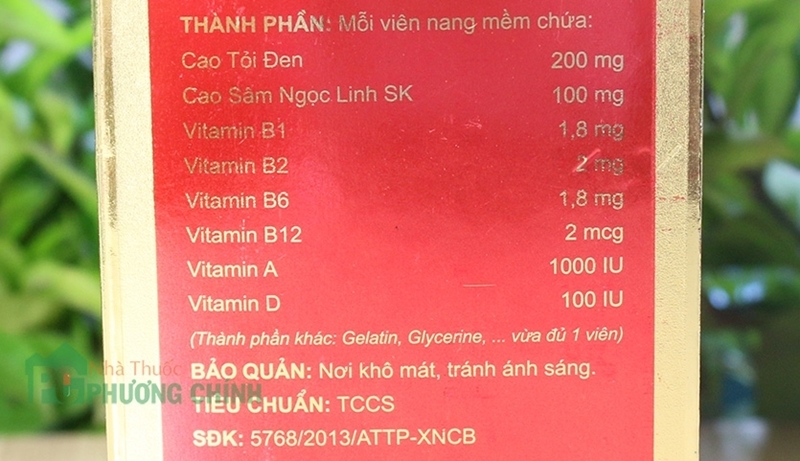 THÀNH PHẦN: Mỗi viên nang mềm chứa:
Cao Tỏi Đen 200 mg
Cao Sâm Ngọc Linh SK 100 mg
Vitamin B1 1,8 mg
Vitamin B2 2 mg
Vitamin B6 1,8 mg
Vitamin B12 2 mcg
Vitamin A 1000 IU
Vitamin D 100 IU
(Thành phần khác: Gelatin, Glycerine, ... vừa đủ 1 viên)
BẢO QUẢN: Nơi khô mát, tránh ánh sáng.
Nhà Thuốc
PHƯƠNG CHÍNH
TIÊU CHUẨN: TCCS
SĐK: 5768/2013/ATTP-XNCB